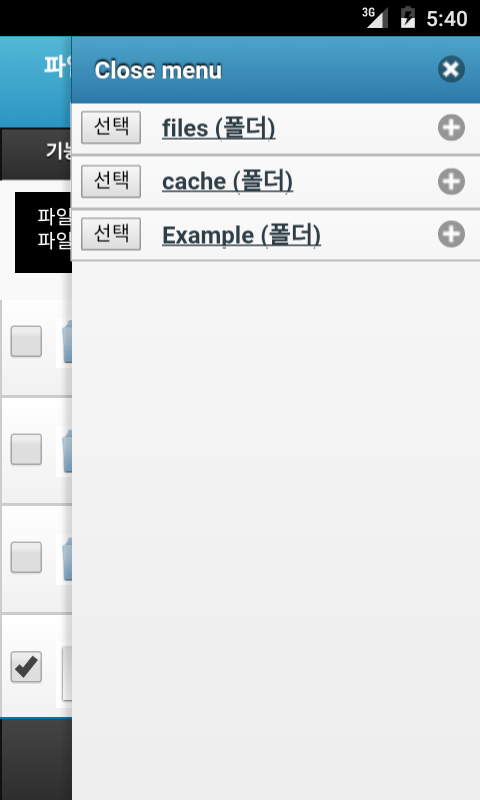 3G 5:40
파일
Close menu
기능
선택 files (폴더)
선택 cache (폴더)
선택 Example (폴더)
파일
파일